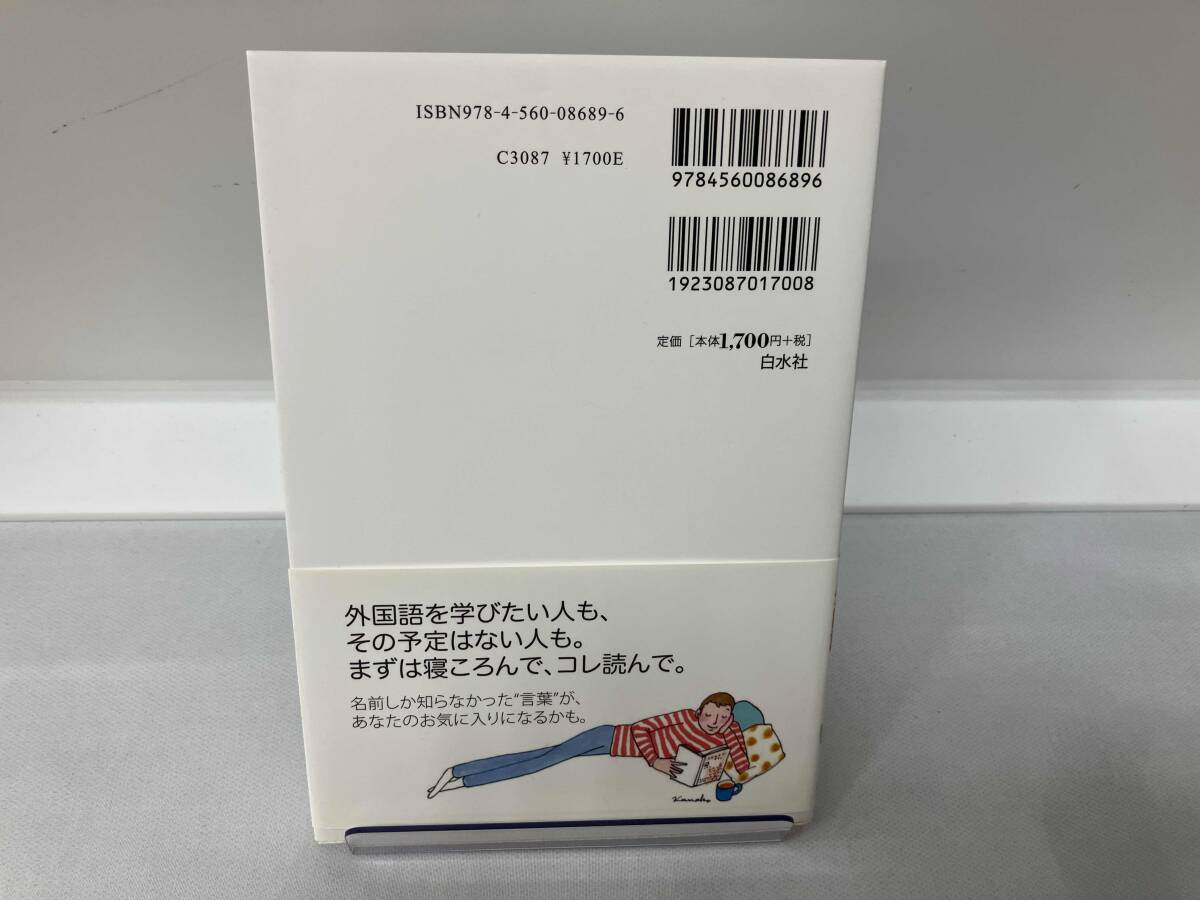 ISBN978-4-560-08689-6
C3087 ¥1700E
9784560086896
1923087017008
定価［本体1,700円+税］
白水社
外国語を学びたい人も、
その予定はない人も。
まずは寝ころんで、コレ読んで。
名前しか知らなかった“言葉”が、
あなたのお気に入りになるかも。
Kanako